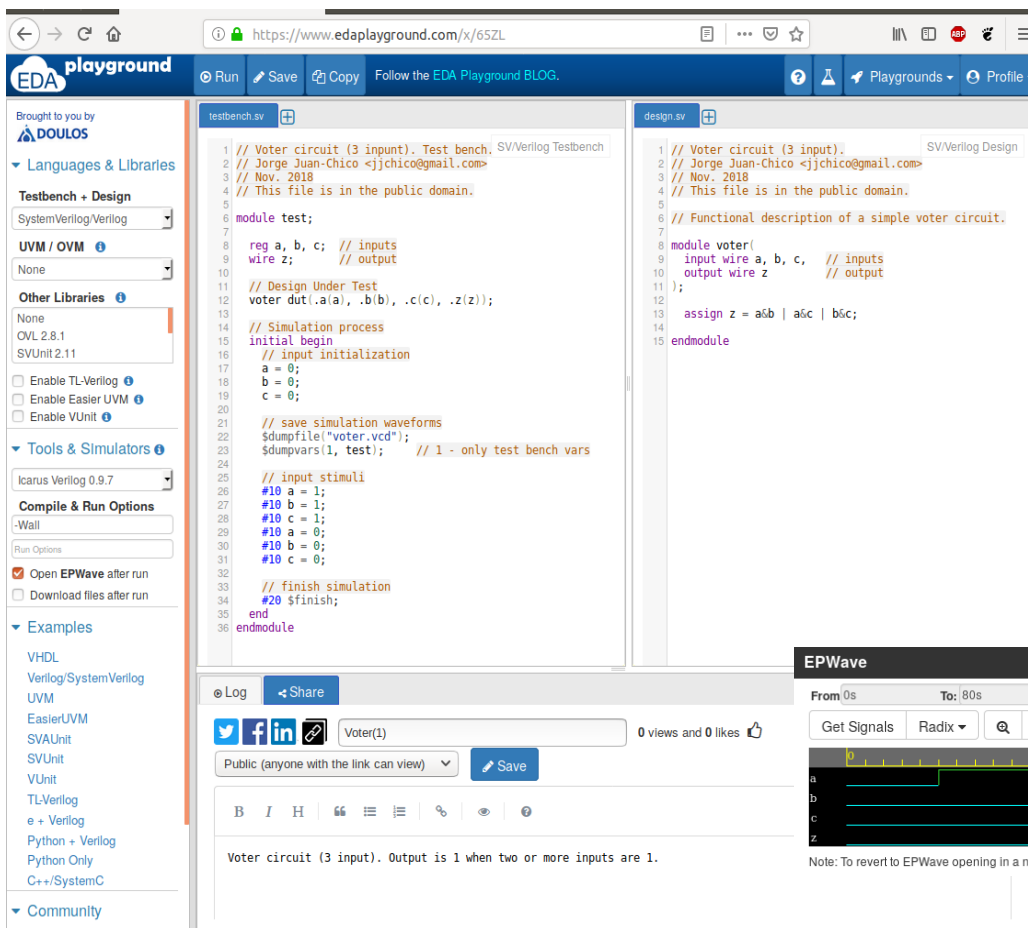 https://www.edaplayground.com/x/65ZL
ABP
EDA playground
Run
Save
Copy
Follow the EDA Playground BLOG.
Playgrounds
Profile
Brought to you by
DOULOS
Languages & Libraries
Testbench + Design
SystemVerilog/Verilog
UVM / OVM
None
Other Libraries
None
OVL 2.8.1
SVUnit 2.11
Enable TL-Verilog
Enable Easier UVM
Enable VUnit
Tools & Simulators
Icarus Verilog 0.9.7
Compile & Run Options
-Wall
Run Options
Open EPWave after run
Download files after run
Examples
VHDL
Verilog/SystemVerilog
UVM
EasierUVM
SVAUnit
SVUnit
VUnit
TL-Verilog
e + Verilog
Python + Verilog
Python Only
C++/SystemC
Community
testbench.sv
SV/Verilog Testbench
1 // Voter circuit (3 inpunt). Test bench.
2 // Jorge Juan-Chico <jjchico@gmail.com>
3 // Nov. 2018
4 // This file is in the public domain.
5
6 module test;
7
8 reg a, b, c; // inputs
9 wire z; // output
10
11 // Design Under Test
12 voter dut(.a(a), .b(b), .c(c), .z(z));
13
14 // Simulation process
15 initial begin
16 // input initialization
17 a = 0;
18 b = 0;
19 c = 0;
20
21 // save simulation waveforms
22 $dumpfile("voter.vcd");
23 $dumpvars(1, test); // 1 - only test bench vars
24
25 // input stimuli
26 #10 a = 1;
27 #10 b = 1;
28 #10 c = 1;
29 #10 a = 0;
30 #10 b = 0;
31 #10 c = 0;
32
33 // finish simulation
34 #20 $finish;
35 end
36 endmodule
design.sv
SV/Verilog Design
1 // Voter circuit (3 input).
2 // Jorge Juan-Chico <jjchico@gmail.com>
3 // Nov. 2018
4 // This file is in the public domain.
5
6 // Functional description of a simple voter circuit.
7
8 module voter(
9 input wire a, b, c, // inputs
10 output wire z // output
11 );
12
13 assign z = a&b | a&c | b&c;
14
15 endmodule
Log
Share
Voter(1)
0 views and 0 likes
Public (anyone with the link can view)
Save
B I H
Voter circuit (3 input). Output is 1 when two or more inputs are 1.
EPWave
From 0s To: 80s
Get Signals
Radix
0
a
b
c
z
Note: To revert to EPWave opening in a n